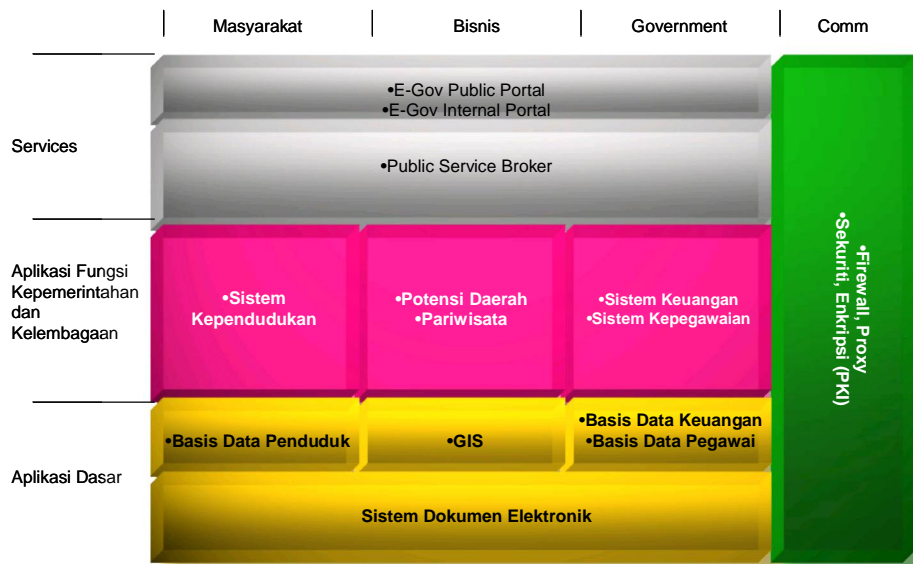 Masyarakat
Bisnis
Government
Comm
Services
•E-Gov Public Portal
•E-Gov Internal Portal
•Public Service Broker
Aplikasi Fungsi
Kepemerintahan
dan
Kelembagaan
•Sistem
Kependudukan
•Potensi Daerah
•Pariwisata
•Sistem Keuangan
•Sistem Kepegawaian
Aplikasi Dasar
•Basis Data Penduduk
•GIS
•Basis Data Keuangan
•Basis Data Pegawai
Sistem Dokumen Elektronik
•Firewall, Proxy
•Sekuriti, Enkripsi (PKI)